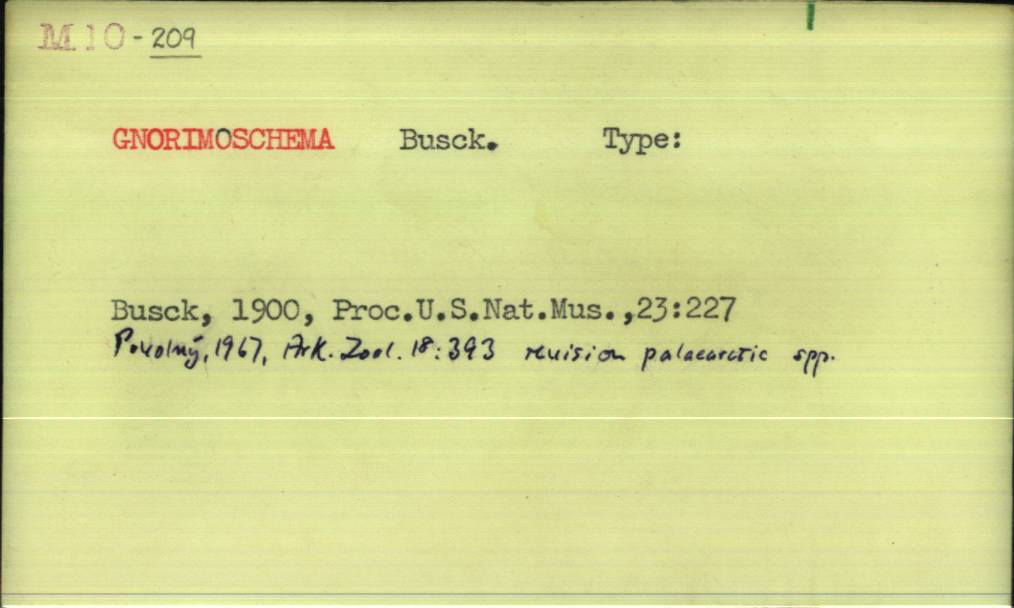 M10-209
GNORIMOSCHEMA Busck. Type:
Busck, 1900, Proc.U.S.Nat.Mus.,23:227
Povolný, 1967, Ark. Zool. 18:393 revision palaearctic spp.